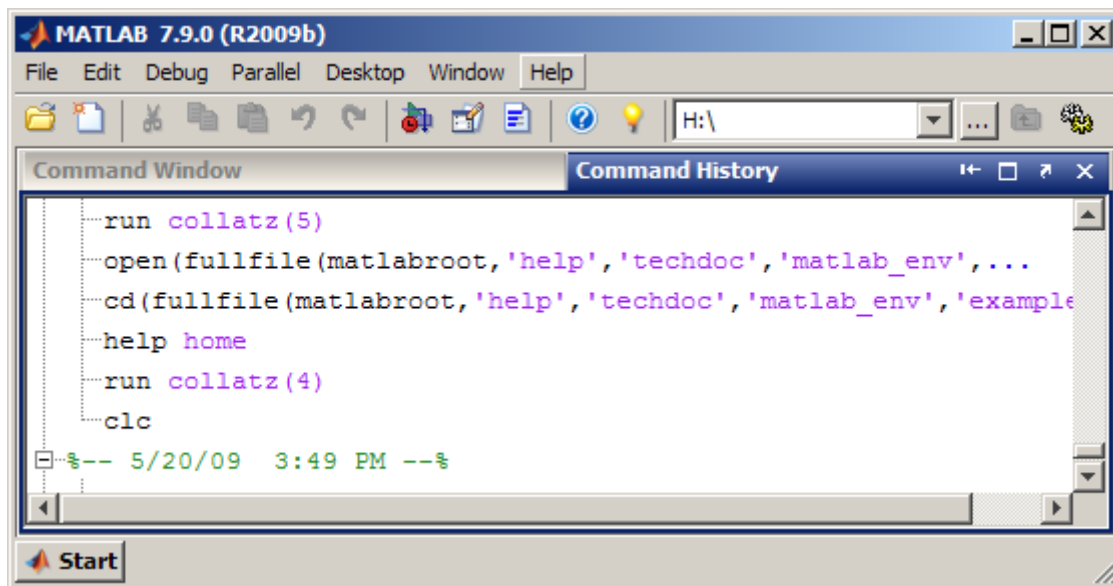 MATLAB 7.9.0 (R2009b)
File Edit Debug Parallel Desktop Window Help
H:\ ...
Command Window Command History
run collatz(5)
open(fullfile(matlabroot,'help','techdoc','matlab_env',...
cd(fullfile(matlabroot,'help','techdoc','matlab_env','example
help home
run collatz(4)
clc
%-- 5/20/09 3:49 PM --%
Start